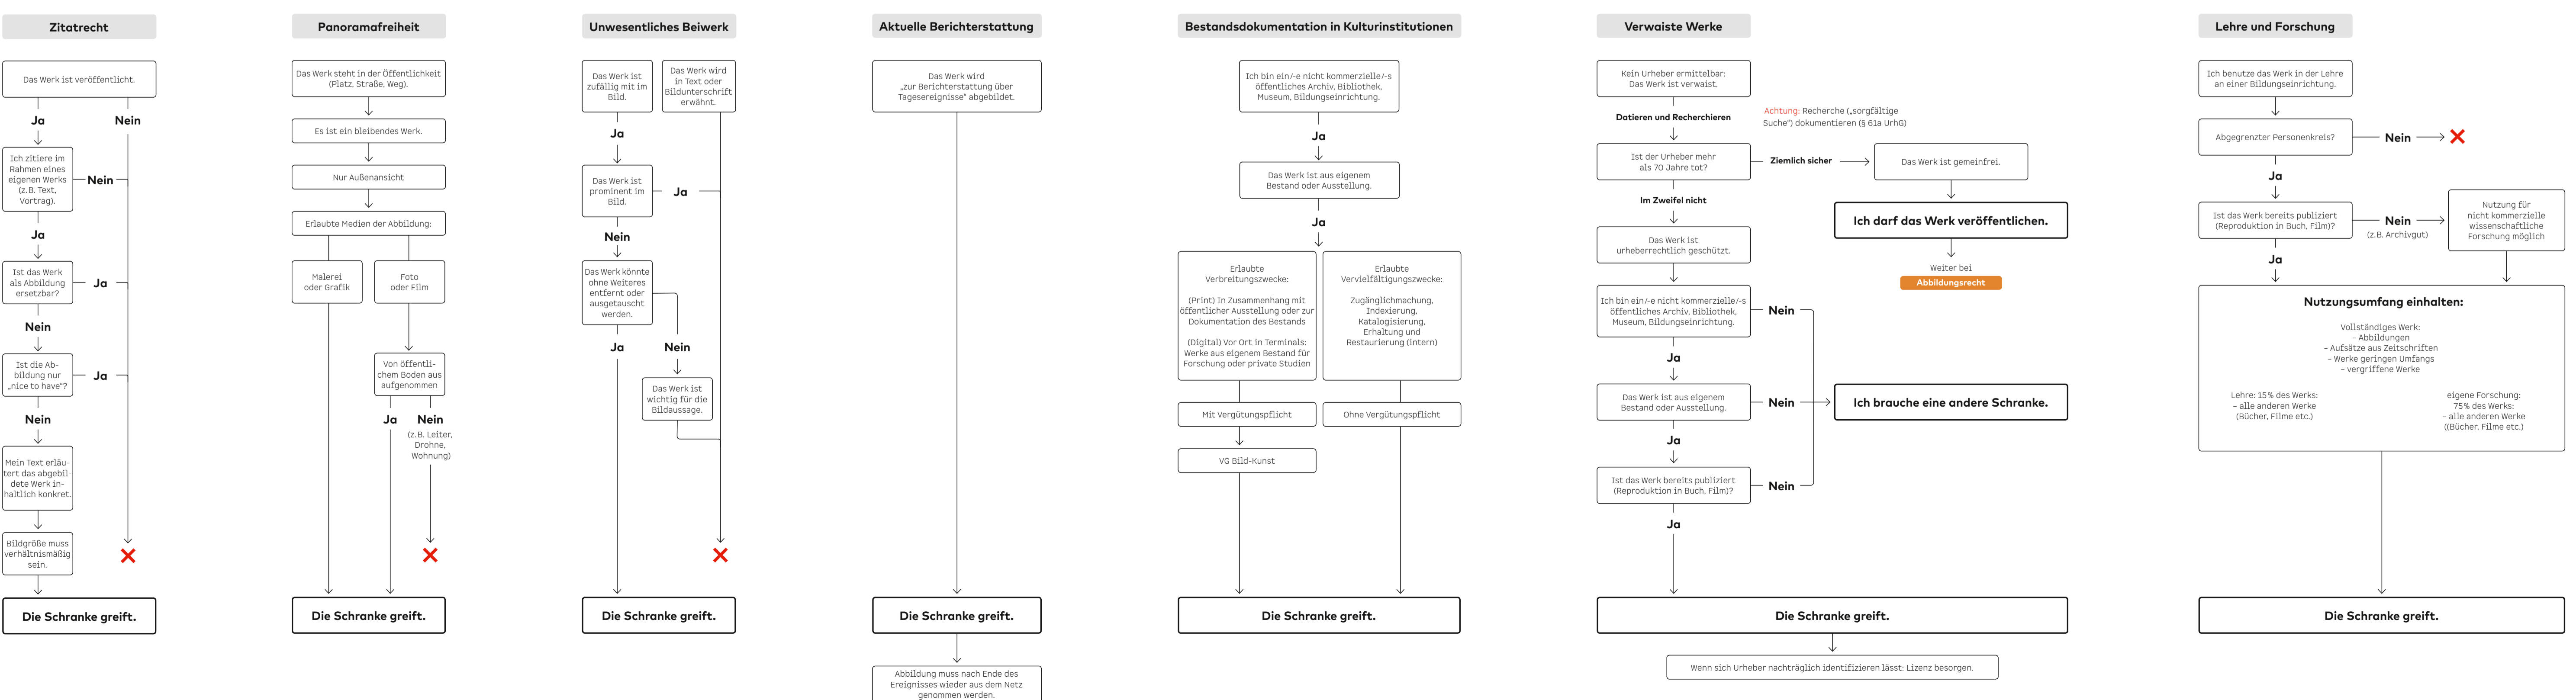 Zitatrecht
Das Werk ist veröffentlicht.
Ja
Nein
Ich zitiere im
Rahmen eines
eigenen Werks
(z. B. Text,
Vortrag).
Nein
Ja
Ist das Werk
als Abbildung
ersetzbar?
Ja
Nein
Ist die Ab-
bildung nur
„nice to have"?
Ja
Nein
Mein Text erläu-
tert das abgebil-
dete Werk in-
haltlich konkret.
Bildgröße muss
verhältnismäßig
sein.
Die Schranke greift.
Panoramafreiheit
Das Werk steht in der Öffentlichkeit
(Platz, Straße, Weg).
Es ist ein bleibendes Werk.
Nur Außenansicht
Erlaubte Medien der Abbildung:
Malerei
oder Grafik
Foto
oder Film
Von öffentli-
chem Boden aus
aufgenommen
Ja
Nein
(z. B. Leiter,
Drohne,
Wohnung)
Die Schranke greift.
Unwesentliches Beiwerk
Das Werk ist
zufällig mit im
Bild.
Das Werk wird
in Text oder
Bildunterschrift
erwähnt.
Ja
Das Werk ist
prominent im
Bild.
Ja
Nein
Das Werk könnte
ohne Weiteres
entfernt oder
ausgetauscht
werden.
Ja
Nein
Das Werk ist
wichtig für die
Bildaussage.
Die Schranke greift.
Aktuelle Berichterstattung
Das Werk wird
„zur Berichterstattung über
Tagesereignisse" abgebildet.
Die Schranke greift.
Abbildung muss nach Ende des
Ereignisses wieder aus dem Netz
genommen werden.
Bestandsdokumentation in Kulturinstitutionen
Ich bin ein/-e nicht kommerzielle/-s
öffentliches Archiv, Bibliothek,
Museum, Bildungseinrichtung.
Ja
Das Werk ist aus eigenem
Bestand oder Ausstellung.
Ja
Erlaubte
Verbreitungszwecke:
(Print) In Zusammenhang mit
öffentlicher Ausstellung oder zur
Dokumentation des Bestands
(Digital) Vor Ort in Terminals:
Werke aus eigenem Bestand für
Forschung oder private Studien
Erlaubte
Vervielfältigungszwecke:
Zugänglichmachung,
Indexierung,
Katalogisierung,
Erhaltung und
Restaurierung (intern)
Mit Vergütungspflicht
Ohne Vergütungspflicht
VG Bild-Kunst
Die Schranke greift.
Verwaiste Werke
Kein Urheber ermittelbar:
Das Werk ist verwaist.
Datieren und Recherchieren
Achtung: Recherche („sorgfältige
Suche") dokumentieren (§ 61a UrhG)
Ist der Urheber mehr
als 70 Jahre tot?
Ziemlich sicher
Das Werk ist gemeinfrei.
Im Zweifel nicht
Ich darf das Werk veröffentlichen.
Weiter bei
Abbildungsrecht
Das Werk ist
urheberrechtlich geschützt.
Ich bin ein/-e nicht kommerzielle/-s
öffentliches Archiv, Bibliothek,
Museum, Bildungseinrichtung.
Nein
Ja
Das Werk ist aus eigenem
Bestand oder Ausstellung.
Nein
Ich brauche eine andere Schranke.
Ja
Ist das Werk bereits publiziert
(Reproduktion in Buch, Film)?
Nein
Ja
Die Schranke greift.
Wenn sich Urheber nachträglich identifizieren lässt: Lizenz besorgen.
Lehre und Forschung
Ich benutze das Werk in der Lehre
an einer Bildungseinrichtung.
Abgegrenzter Personenkreis?
Nein
Ja
Ist das Werk bereits publiziert
(Reproduktion in Buch, Film)?
Nein
(z. B. Archivgut)
Nutzung für
nicht kommerzielle
wissenschaftliche
Forschung möglich
Ja
Nutzungsumfang einhalten:
Vollständiges Werk:
– Abbildungen
– Aufsätze aus Zeitschriften
– Werke geringen Umfangs
– vergriffene Werke
Lehre: 15 % des Werks:
– alle anderen Werke
(Bücher, Filme etc.)
eigene Forschung:
75 % des Werks:
– alle anderen Werke
((Bücher, Filme etc.)
Die Schranke greift.